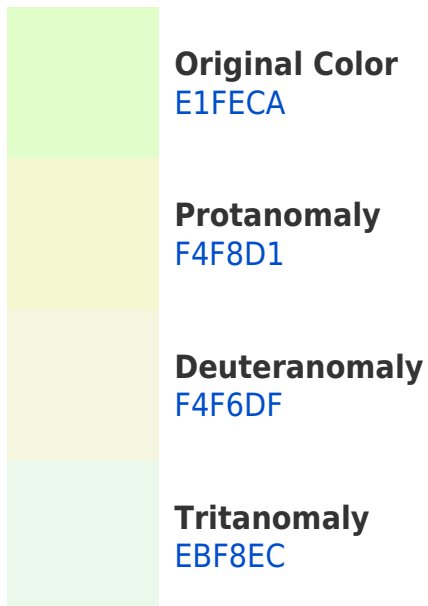 Original Color
E1FECA
Protanomaly
F4F8D1
Deuteranomaly
F4F6DF
Tritanomaly
EBF8EC